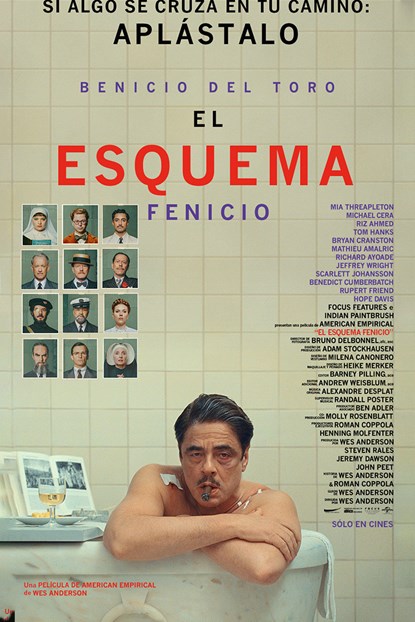 SI ALGO SE CRUZA EN TU CAMINO:
APLÁSTALO
BENICIO DEL TORO
EL
ESQUEMA
FENICIO
MIA THREAPLETON
MICHAEL CERA
RIZ AHMED
TOM HANKS
BRYAN CRANSTON
MATHIEU AMALRIC
RICHARD AYOADE
JEFFREY WRIGHT
SCARLETT JOHANSSON
BENEDICT CUMBERBATCH
RUPERT FRIEND
HOPE DAVIS
FOCUS FEATURES e
INDIAN PAINTBRUSH
presentan una película de AMERICAN EMPIRICAL
"EL ESQUEMA FENICIO"
BRUNO DELBONNEL
ADAM STOCKHAUSEN
MILENA CANONERO
HEIKE MERKER
BARNEY PILLING
ANDREW WEISBLUM
ALEXANDRE DESPLAT
RANDALL POSTER
BEN ADLER
MOLLY ROSENBLATT
ROMAN COPPOLA
HENNING MOLFENTER
WES ANDERSON
STEVEN RALES
JEREMY DAWSON
JOHN PEET
WES ANDERSON
& ROMAN COPPOLA
WES ANDERSON
SÓLO EN CINES
Una PELÍCULA DE AMERICAN EMPIRICAL
de WES ANDERSON